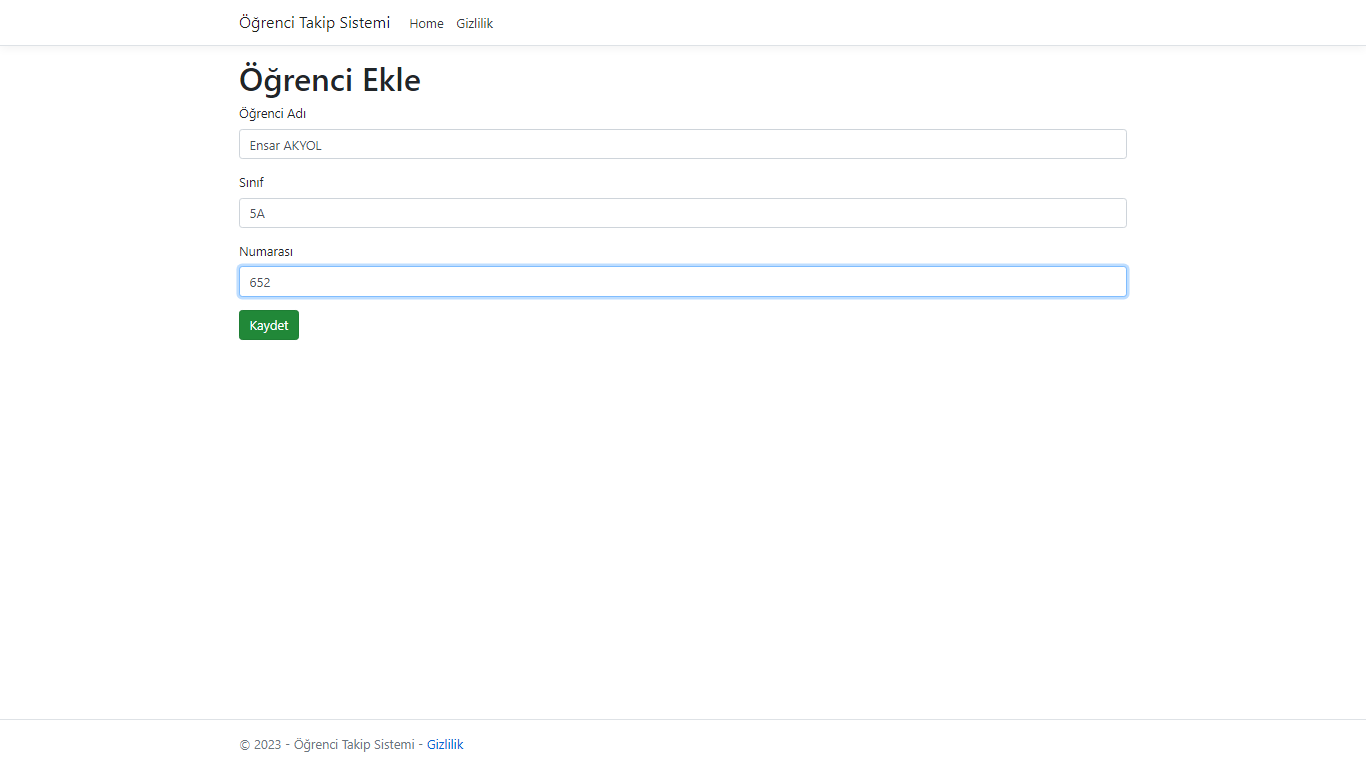 Öğrenci Takip Sistemi Home Gizlilik
Öğrenci Ekle
Öğrenci Adı
Ensar AKYOL
Sınıf
5A
Numarası
652
Kaydet
© 2023 - Öğrenci Takip Sistemi - Gizlilik